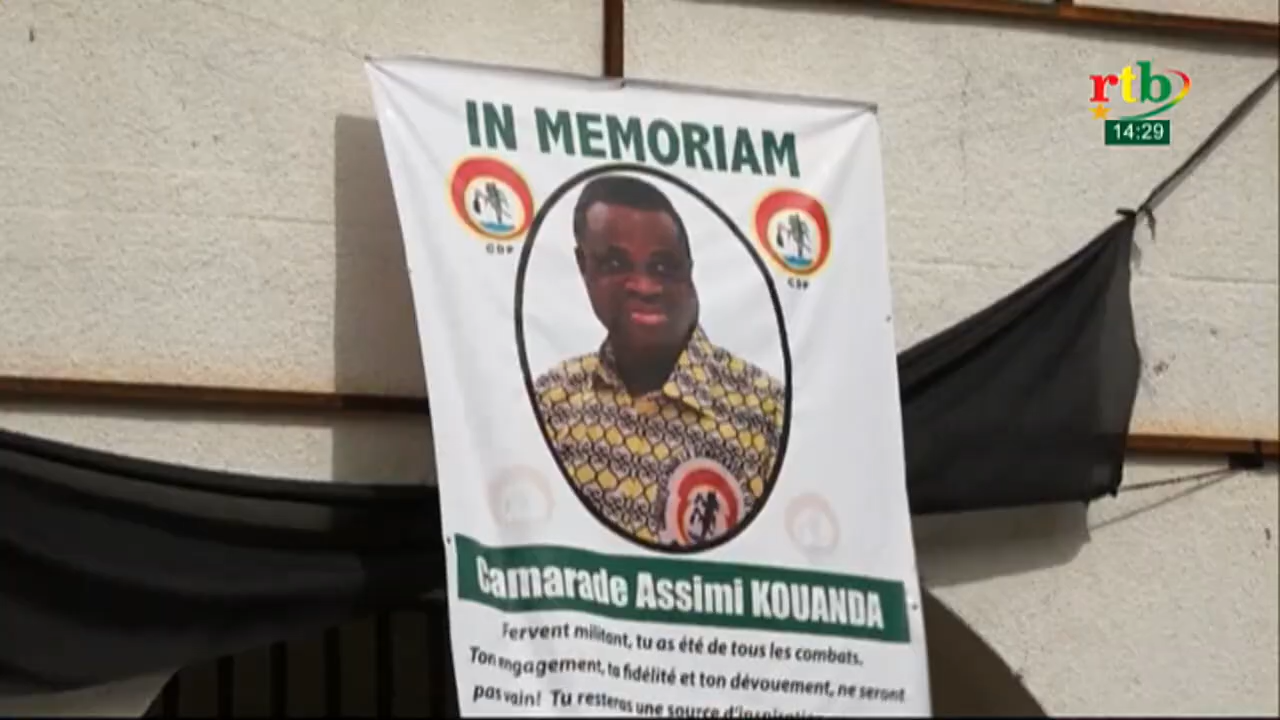 rtb
14:29
IN MEMORIAM
CDP
CDP
Camarade Assimi KOUANDA
Fervent militant, tu as été de tous les combats.
Ton engagement, ta fidélité et ton dévouement, ne seront
pas vain! Tu resteras une source d'inspiration